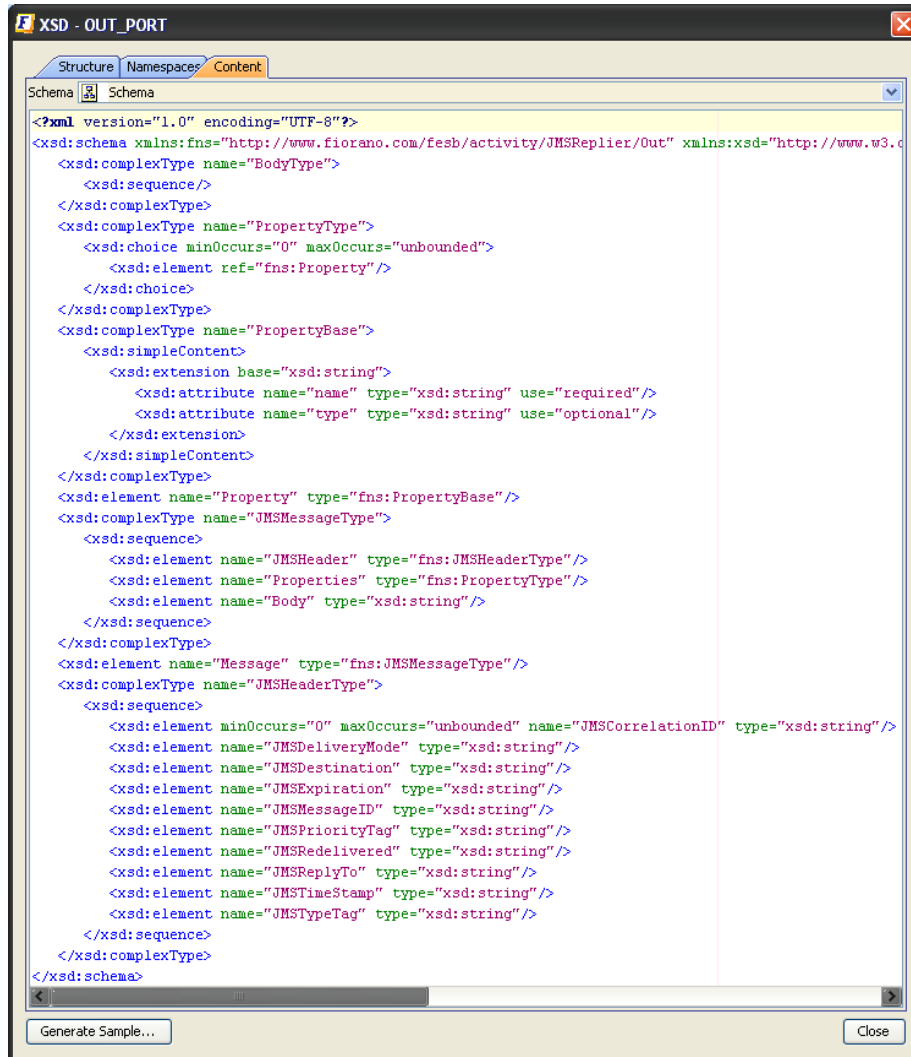 XSD - OUT_PORT
Structure Namespaces Content
Schema Schema
<?xml version="1.0" encoding="UTF-8"?>
<xsd:schema xmlns:fns="http://www.fiorano.com/fesb/activity/JMSReplier/Out" xmlns:xsd="http://www.w3.
<xsd:complexType name="BodyType">
<xsd:sequence/>
</xsd:complexType>
<xsd:complexType name="PropertyType">
<xsd:choice minOccurs="0" maxOccurs="unbounded">
<xsd:element ref="fns:Property"/>
</xsd:choice>
</xsd:complexType>
<xsd:complexType name="PropertyBase">
<xsd:simpleContent>
<xsd:extension base="xsd:string">
<xsd:attribute name="name" type="xsd:string" use="required"/>
<xsd:attribute name="type" type="xsd:string" use="optional"/>
</xsd:extension>
</xsd:simpleContent>
</xsd:complexType>
<xsd:element name="Property" type="fns:PropertyBase"/>
<xsd:complexType name="JMSMessageType">
<xsd:sequence>
<xsd:element name="JMSHeader" type="fns:JMSHeaderType"/>
<xsd:element name="Properties" type="fns:PropertyType"/>
<xsd:element name="Body" type="xsd:string"/>
</xsd:sequence>
</xsd:complexType>
<xsd:element name="Message" type="fns:JMSMessageType"/>
<xsd:complexType name="JMSHeaderType">
<xsd:sequence>
<xsd:element minOccurs="0" maxOccurs="unbounded" name="JMSCorrelationID" type="xsd:string"/>
<xsd:element name="JMSDeliveryMode" type="xsd:string"/>
<xsd:element name="JMSDestination" type="xsd:string"/>
<xsd:element name="JMSExpiration" type="xsd:string"/>
<xsd:element name="JMSMessageID" type="xsd:string"/>
<xsd:element name="JMSPriorityTag" type="xsd:string"/>
<xsd:element name="JMSRedelivered" type="xsd:string"/>
<xsd:element name="JMSReplyTo" type="xsd:string"/>
<xsd:element name="JMSTimeStamp" type="xsd:string"/>
<xsd:element name="JMSTypeTag" type="xsd:string"/>
</xsd:sequence>
</xsd:complexType>
</xsd:schema>
Generate Sample... Close